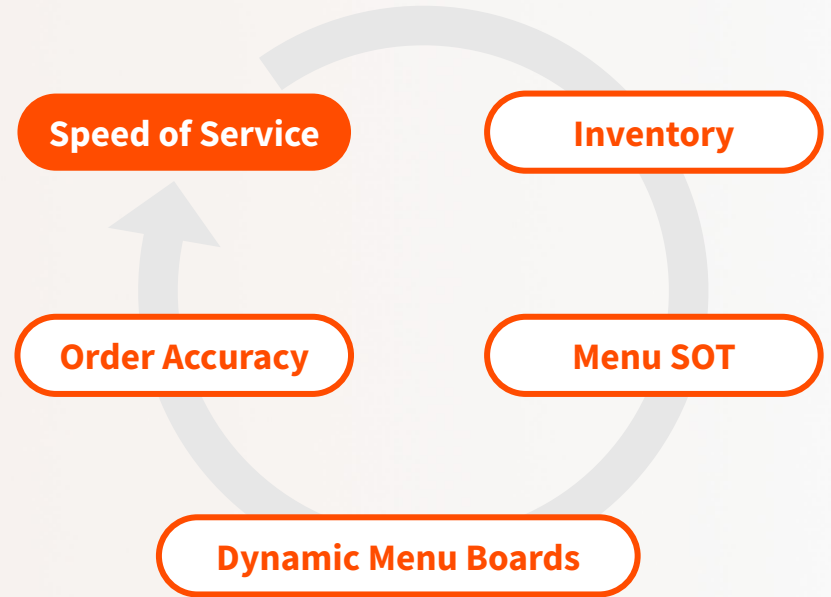 Speed of Service
Inventory
Order Accuracy
Menu SOT
Dynamic Menu Boards